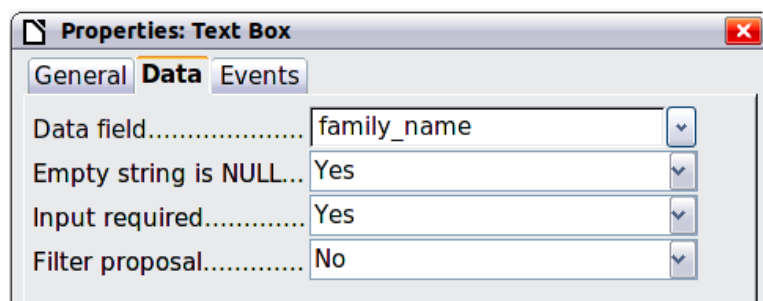 Properties: Text Box
General Data Events
Data field..................... family_name
Empty string is NULL... Yes
Input required............. Yes
Filter proposal............. No